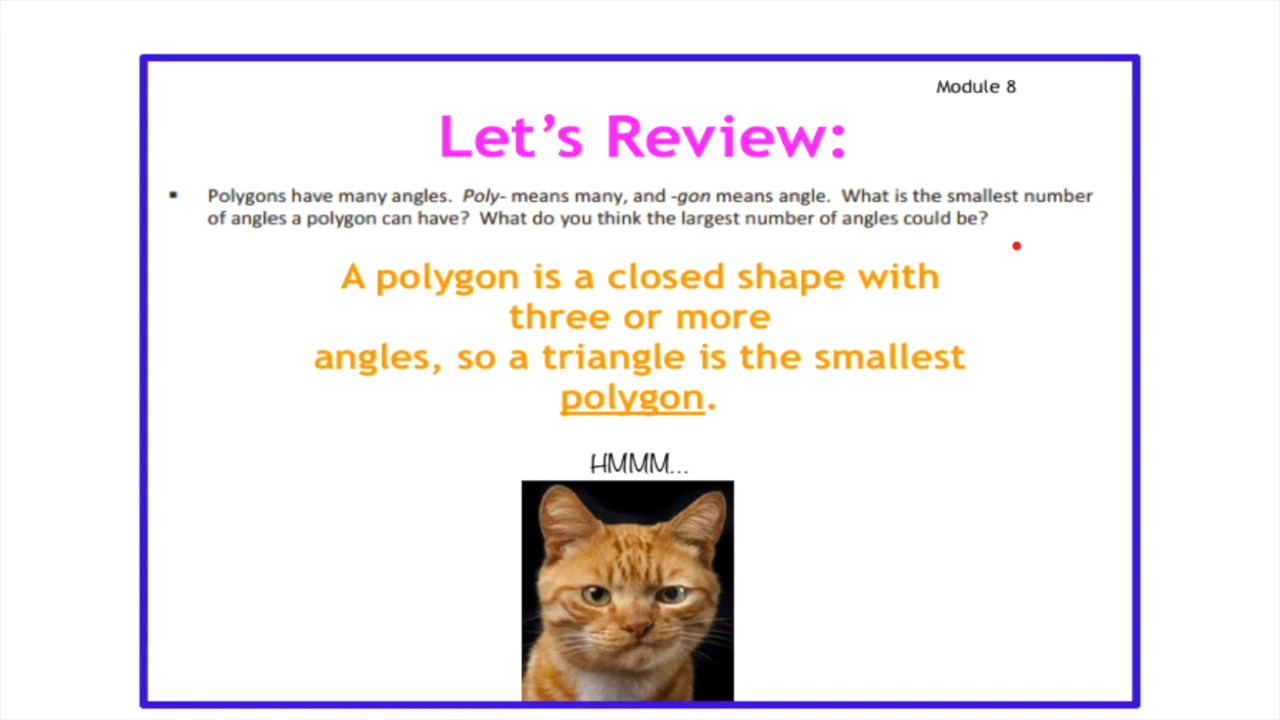 Module 8
Let’s Review:
▪ Polygons have many angles. Poly- means many, and -gon means angle. What is the smallest number
of angles a polygon can have? What do you think the largest number of angles could be?
A polygon is a closed shape with
three or more
angles, so a triangle is the smallest
polygon.
HMMM...